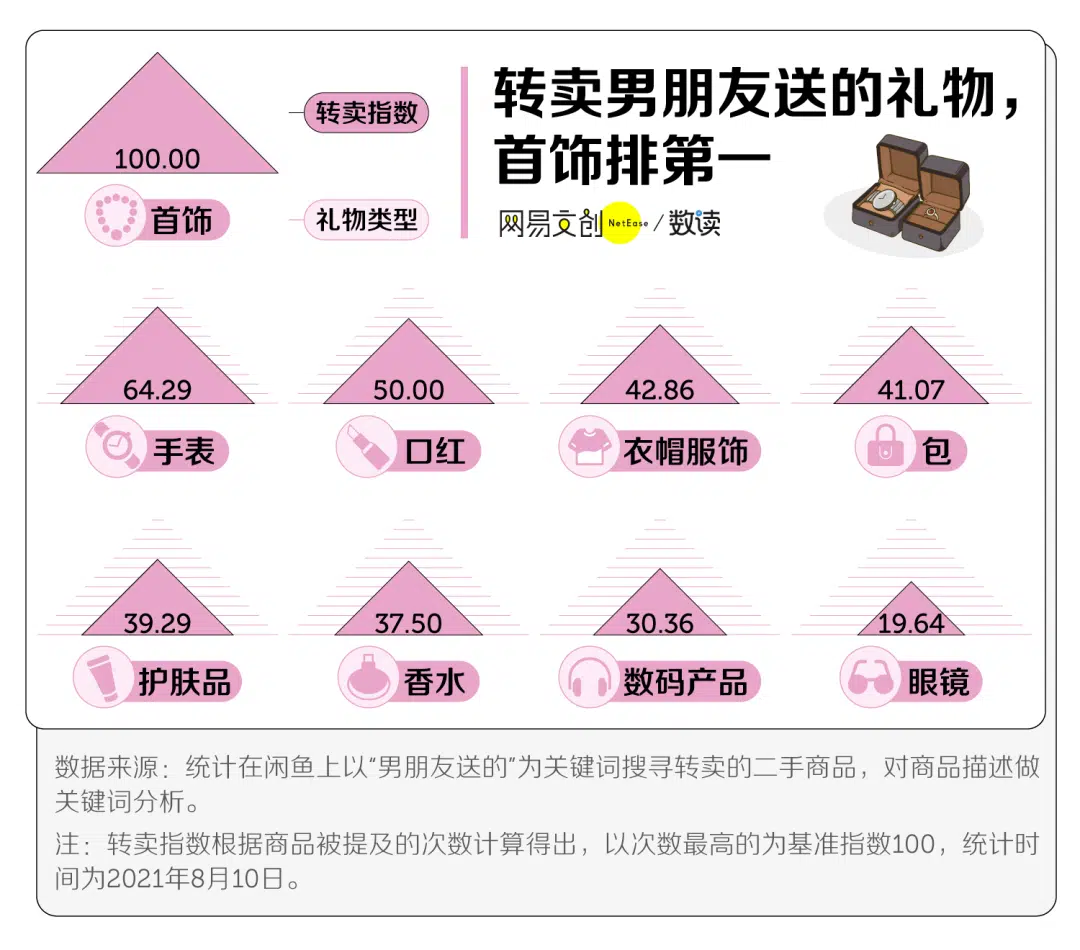 转卖男朋友送的礼物，
首饰排第一
网易文创 NetEase / 数读
100.00
转卖指数
首饰
礼物类型
64.29
50.00
42.86
41.07
手表
口红
衣帽服饰
包
39.29
37.50
30.36
19.64
护肤品
香水
数码产品
眼镜
数据来源：统计在闲鱼上以“男朋友送的”为关键词搜寻转卖的二手商品，对商品描述做
关键词分析。
注：转卖指数根据商品被提及的次数计算得出，以次数最高的为基准指数100，统计时
间为2021年8月10日。